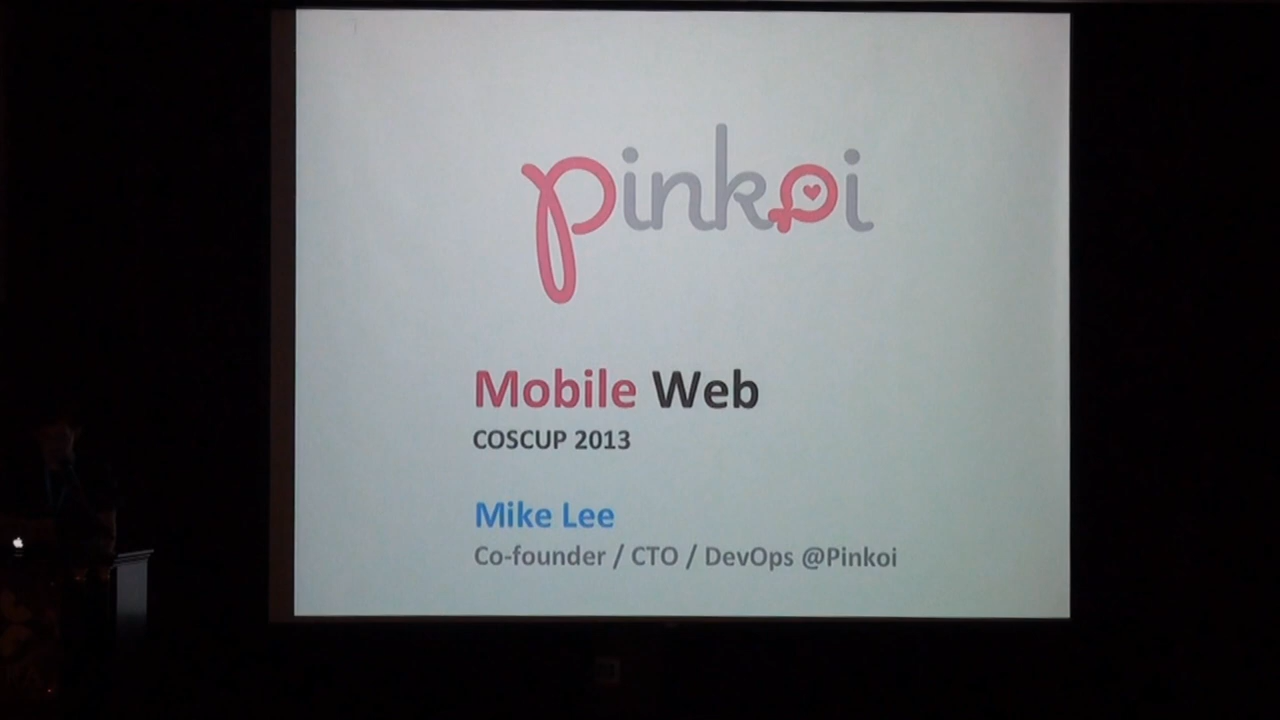 pinkoi
Mobile Web
COSCUP 2013
Mike Lee
Co-founder / CTO / DevOps @Pinkoi